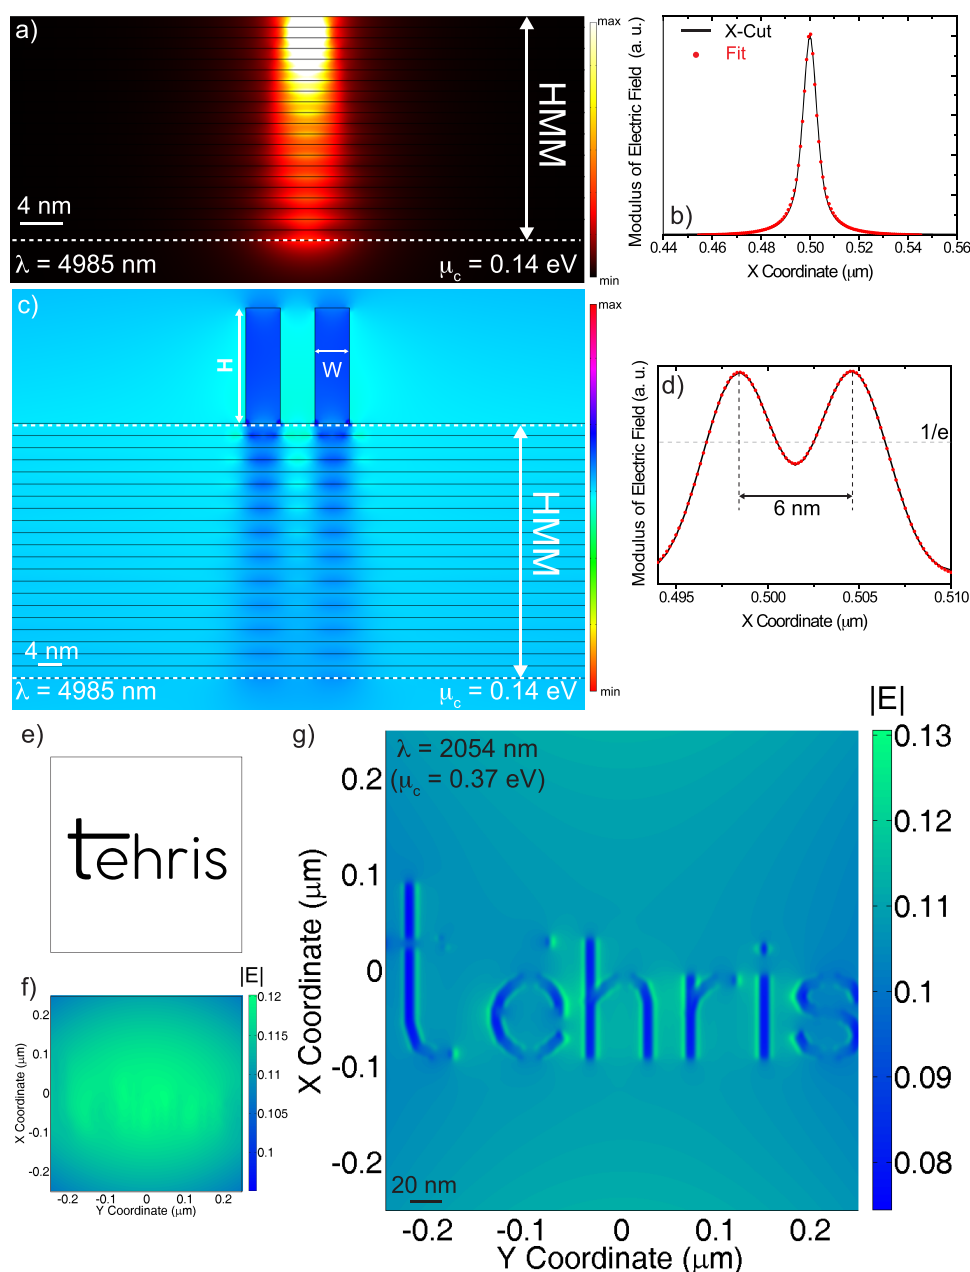 a)
HMM
4 nm
λ = 4985 nm
μc = 0.14 eV
max
min
X-Cut
Fit
b)
Modulus of Electric Field (a. u.)
0.44 0.46 0.48 0.50 0.52 0.54 0.56
X Coordinate (μm)
c)
H
W
HMM
4 nm
λ = 4985 nm
μc = 0.14 eV
max
min
d)
1/e
6 nm
Modulus of Electric Field (a. u.)
0.495 0.500 0.505 0.510
X Coordinate (μm)
e)
tehris
f)
|E|
0.120
0.115
0.110
0.105
0.1
X Coordinate (μm)
0.2
0.1
0
-0.1
-0.2
-0.2 -0.1 0 0.1 0.2
Y Coordinate (μm)
g)
λ = 2054 nm
(μc = 0.37 eV)
|E|
0.13
0.12
0.11
0.1
0.09
0.08
X Coordinate (μm)
0.2
0.1
0
-0.1
-0.2
tehris
20 nm
-0.2 -0.1 0 0.1 0.2
Y Coordinate (μm)